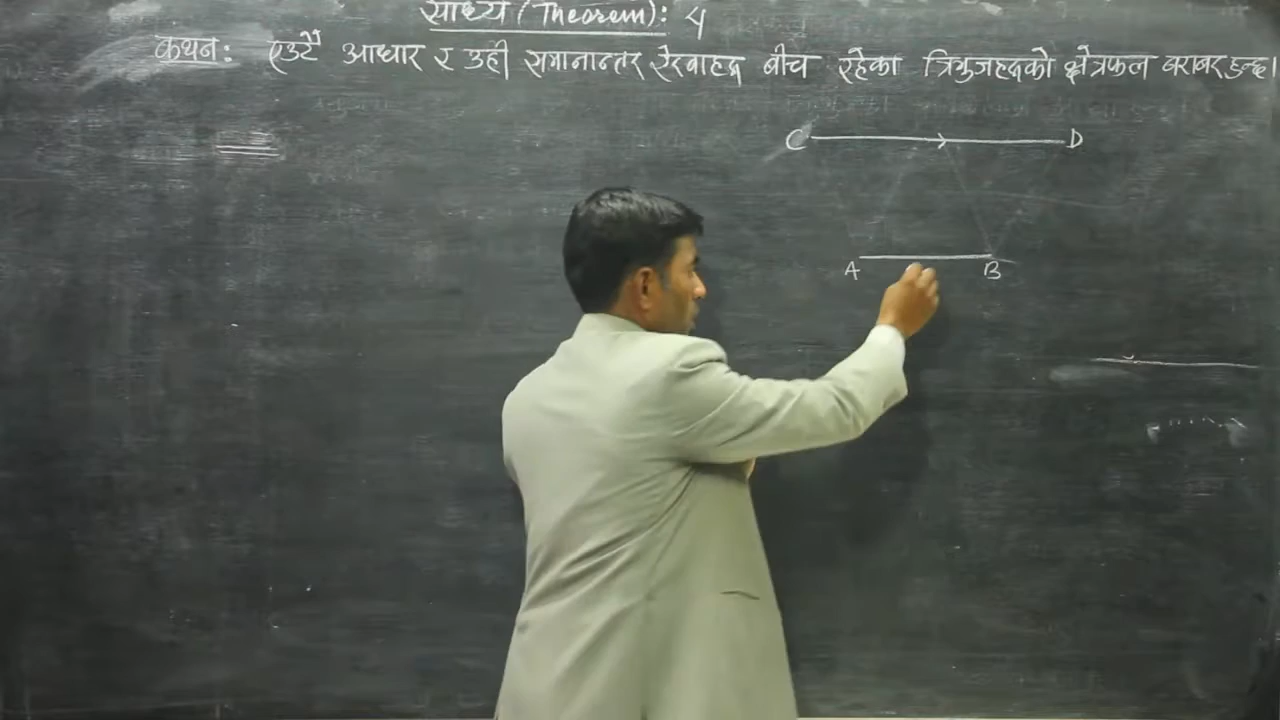 साध्य (Theorem): 4
कथन: एउटै आधार र उही समानान्तर रेखाहरू बीच रहेका त्रिभुजहरूको क्षेत्रफल बराबर हुन्छ।
C D
A B